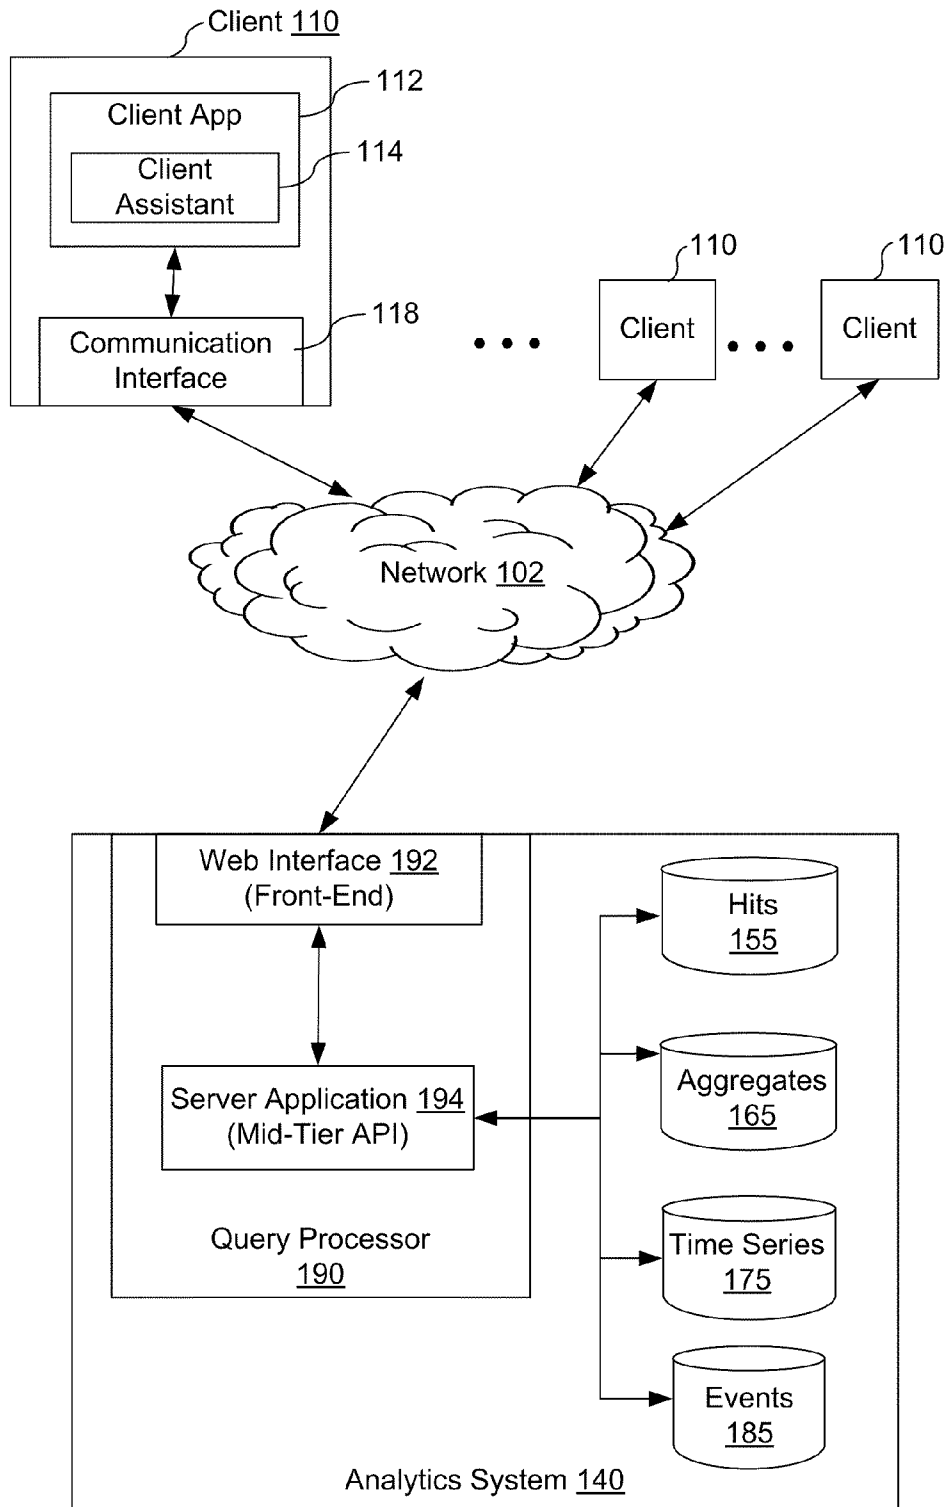 Client 110
112
Client App
114
Client
Assistant
118
Communication
Interface
110
110
Client
Client
Network 102
Web Interface 192
(Front-End)
Hits
155
Server Application 194
(Mid-Tier API)
Aggregates
165
Query Processor
190
Time Series
175
Events
185
Analytics System 140